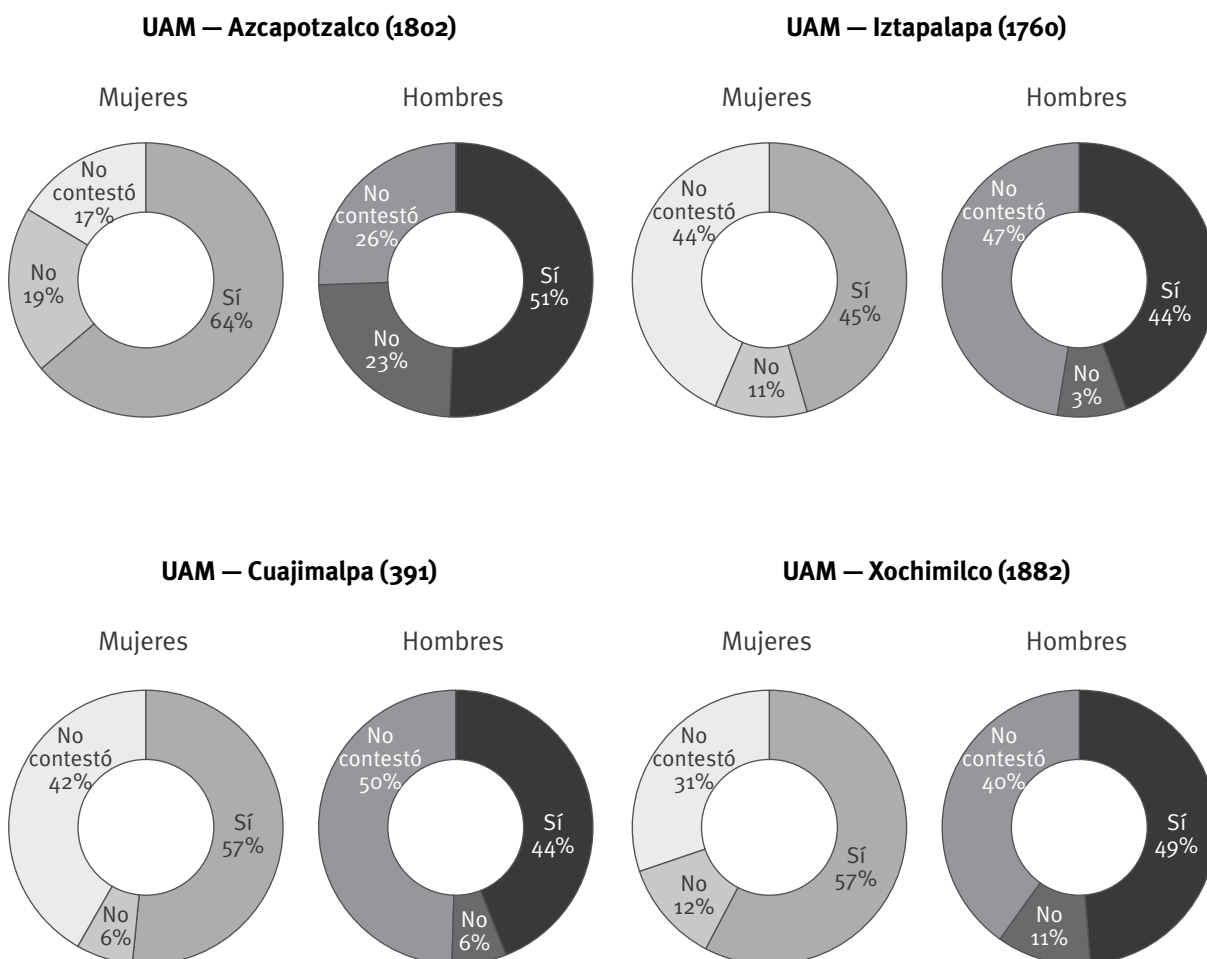 UAM — Azcapotzalco (1802)
Mujeres
No
contestó
17%
No
19%
Sí
64%
Hombres
No
contestó
26%
No
23%
Sí
51%
UAM — Iztapalapa (1760)
Mujeres
No
contestó
44%
Sí
45%
No
11%
Hombres
No
contestó
47%
Sí
44%
No
3%
UAM — Cuajimalpa (391)
Mujeres
No
contestó
42%
Sí
57%
No
6%
Hombres
No
contestó
50%
Sí
44%
No
6%
UAM — Xochimilco (1882)
Mujeres
No
contestó
31%
Sí
57%
No
12%
Hombres
No
contestó
40%
Sí
49%
No
11%